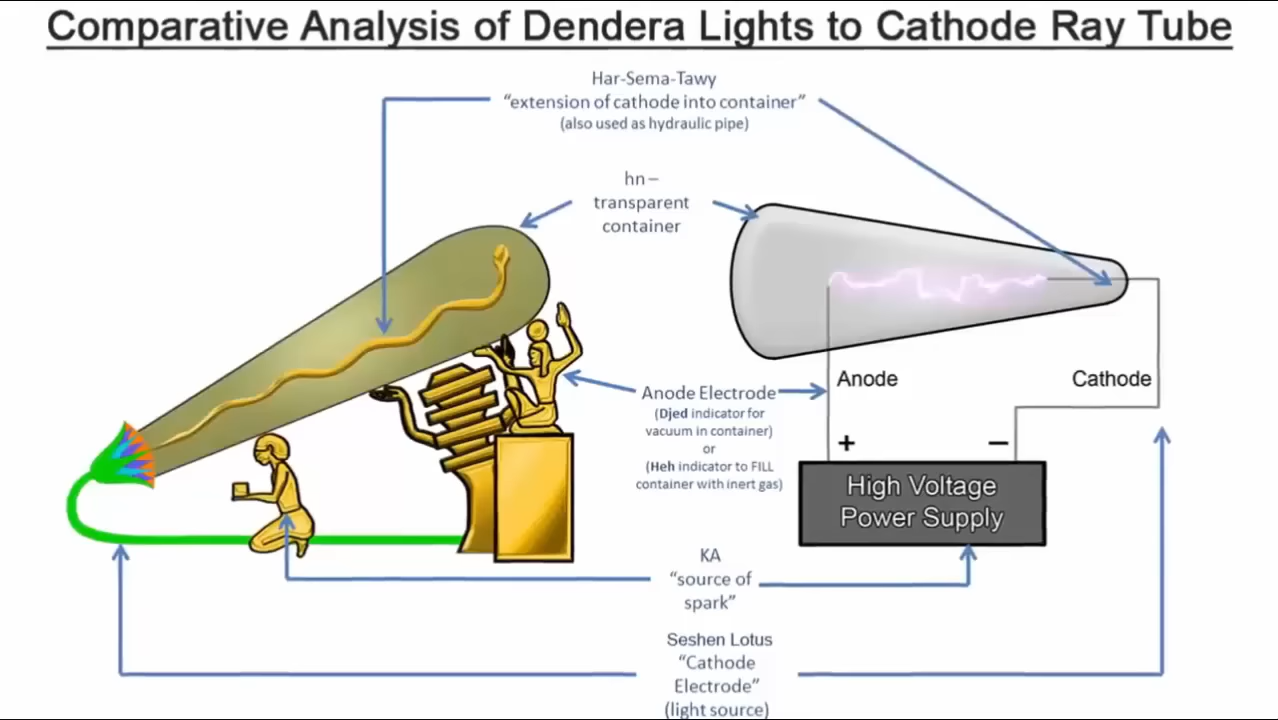 Comparative Analysis of Dendera Lights to Cathode Ray Tube
Har-Sema-Tawy
“extension of cathode into container”
(also used as hydraulic pipe)
hn –
transparent
container
Anode Electrode
(Djed indicator for
vacuum in container)
or
(Heh indicator to FILL
container with inert gas)
Anode
Cathode
+
–
High Voltage
Power Supply
KA
“source of
spark”
Seshen Lotus
“Cathode
Electrode”
(light source)